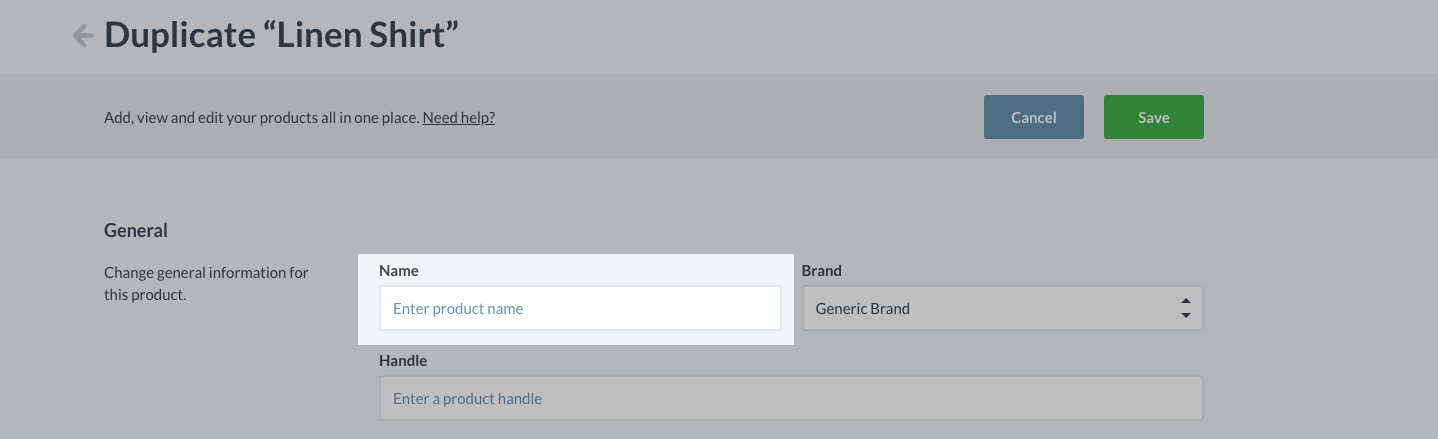 Duplicate “Linen Shirt”
Add, view and edit your products all in one place. Need help?
Cancel
Save
General
Change general information for
this product.
Name
Enter product name
Brand
Generic Brand
Handle
Enter a product handle